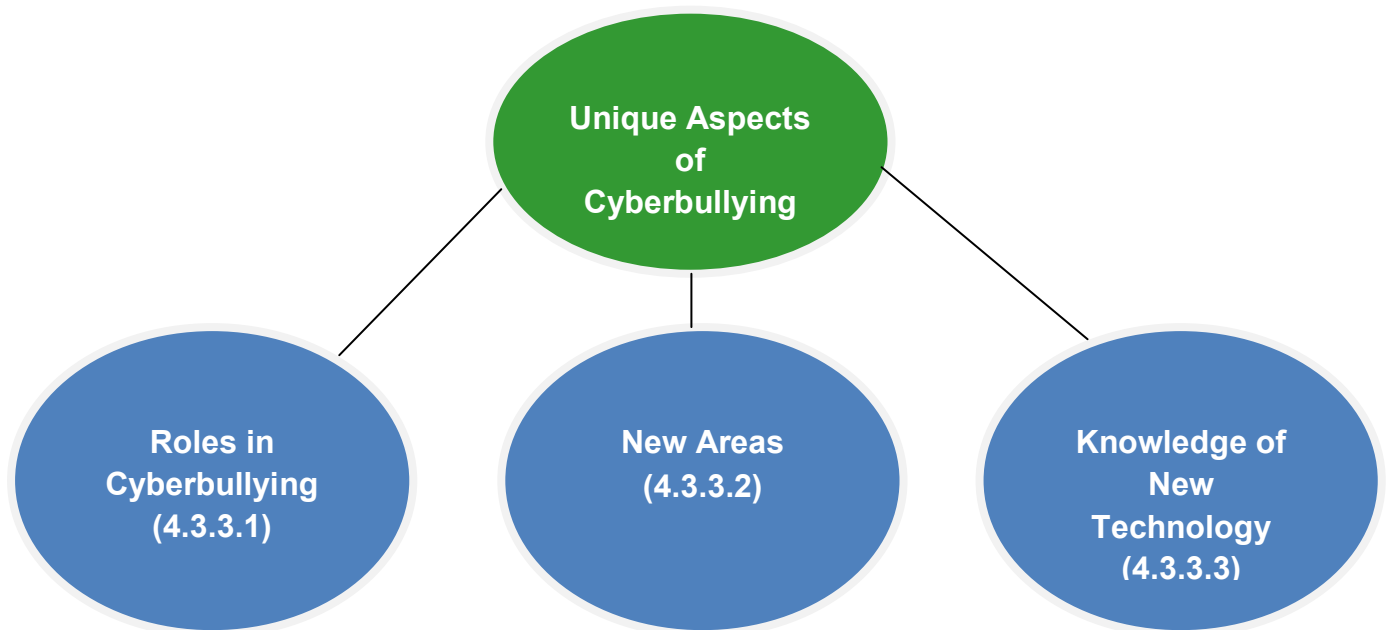 Unique Aspects
of
Cyberbullying
Roles in
Cyberbullying
(4.3.3.1)
New Areas
(4.3.3.2)
Knowledge of
New
Technology
(4.3.3.3)